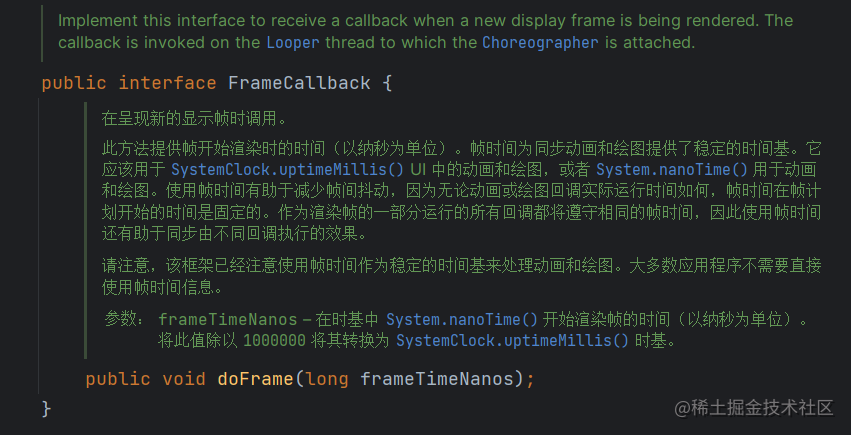 Implement this interface to receive a callback when a new display frame is being rendered. The
callback is invoked on the Looper thread to which the Choreographer is attached.
public interface FrameCallback {
在呈现新的显示帧时调用。
此方法提供帧开始渲染时的时间（以纳秒为单位）。帧时间为同步动画和绘图提供了稳定的时间基。它
应该用于 SystemClock.uptimeMillis() UI 中的动画和绘图，或者 System.nanoTime() 用于动画
和绘图。使用帧时间有助于减少帧间抖动，因为无论动画或绘图回调实际运行时间如何，帧时间在帧计
划开始的时间是固定的。作为渲染帧的一部分运行的所有回调都将遵守相同的帧时间，因此使用帧时间
还有助于同步由不同回调执行的效果。
请注意，该框架已经注意使用帧时间作为稳定的时间基来处理动画和绘图。大多数应用程序不需要直接
使用帧时间信息。
参数： frameTimeNanos – 在时基中 System.nanoTime() 开始渲染帧的时间（以纳秒为单位）。
将此值除以 1000000 将其转换为 SystemClock.uptimeMillis() 时基。
public void doFrame(long frameTimeNanos);
}
@稀土掘金技术社区